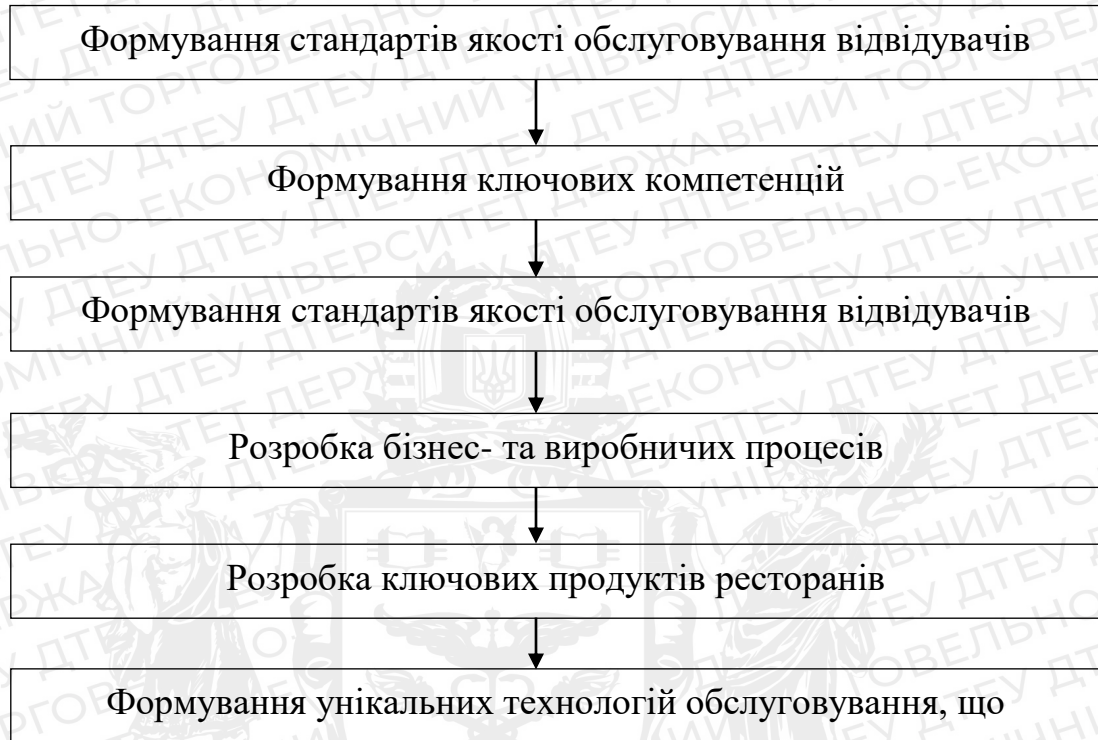 Формування стандартів якості обслуговування відвідувачів
Формування ключових компетенцій
Формування стандартів якості обслуговування відвідувачів
Розробка бізнес- та виробничих процесів
Розробка ключових продуктів ресторанів
Формування унікальних технологій обслуговування, що